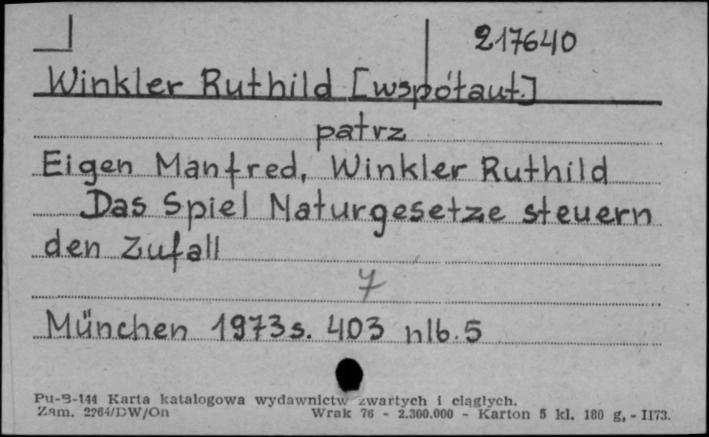 217640
Winkler Ruthild [współaut.]
patrz
Eigen Manfred, Winkler Ruthild
Das Spiel Naturgesetze steuern
den Zufall
7
München 1973 s. 403 nlb. 5
Pu-B-144 Karta katalogowa wydawnictw zwartych i ciągłych.
Zam. 2264/DW/On Wrak 76 - 2.300.000 - Karton 5 kl. 180 g, - II73.